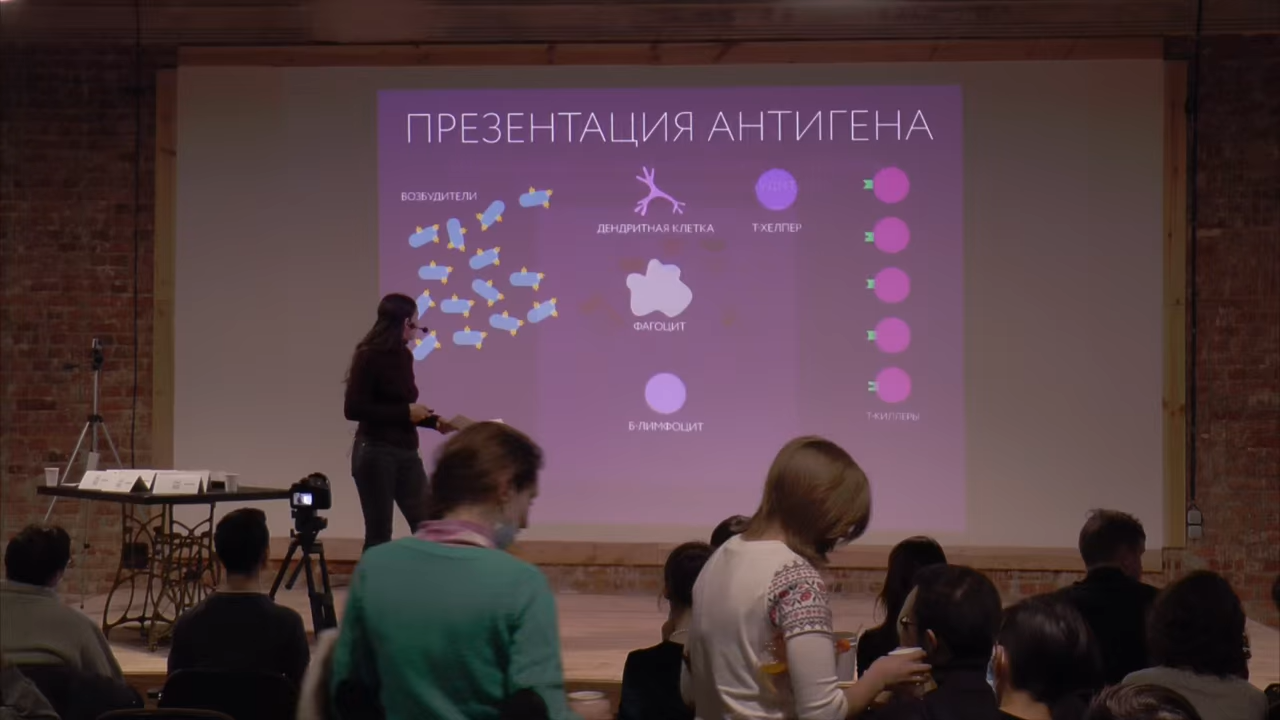 ПРЕЗЕНТАЦИЯ АНТИГЕНА
ВОЗБУДИТЕЛИ
ДЕНДРИТНАЯ КЛЕТКА
Т-ХЕЛПЕР
ФАГОЦИТ
Б-ЛИМФОЦИТ
Т-КИЛЛЕРЫ